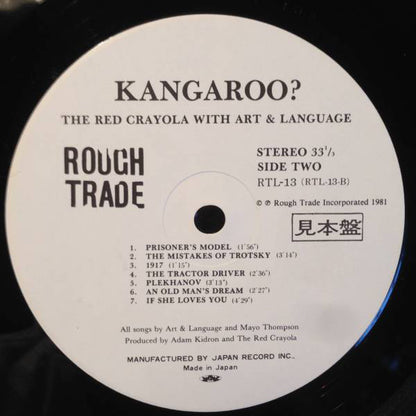 KANGAROO?
THE RED CRAYOLA WITH ART & LANGUAGE
ROUGH
TRADE
STEREO 33⅓
SIDE TWO
RTL-13 (RTL-13-B)
© ℗ Rough Trade Incorporated 1981
見本盤
1. PRISONER'S MODEL (1'56")
2. THE MISTAKES OF TROTSKY (3'14")
3. 1917 (1'15")
4. THE TRACTOR DRIVER (2'36")
5. PLEKHANOV (3'13")
6. AN OLD MAN'S DREAM (2'27")
7. IF SHE LOVES YOU (4'29")
All songs by Art & Language and Mayo Thompson
Produced by Adam Kidron and The Red Crayola
MANUFACTURED BY JAPAN RECORD INC.,
Made in Japan